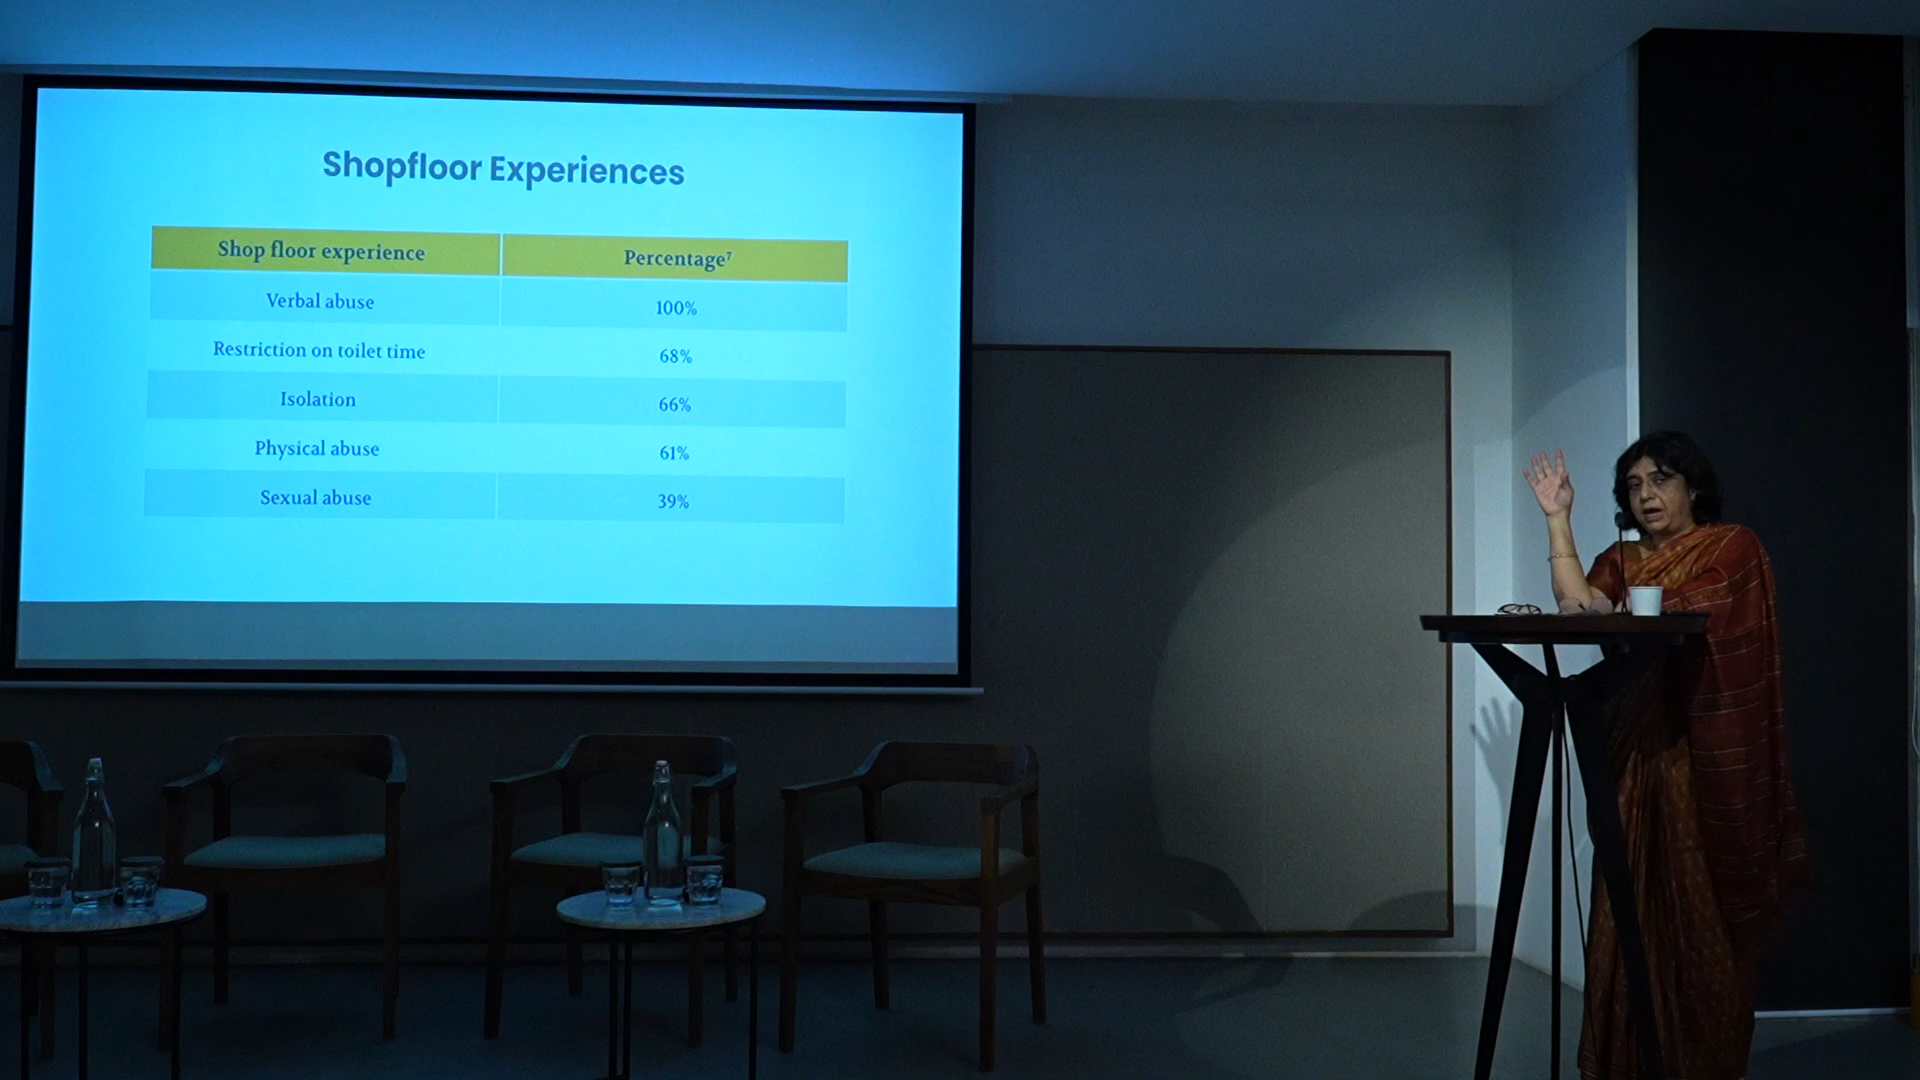 Shopfloor Experiences
Shop floor experience Percentage⁷
Verbal abuse 100%
Restriction on toilet time 68%
Isolation 66%
Physical abuse 61%
Sexual abuse 39%